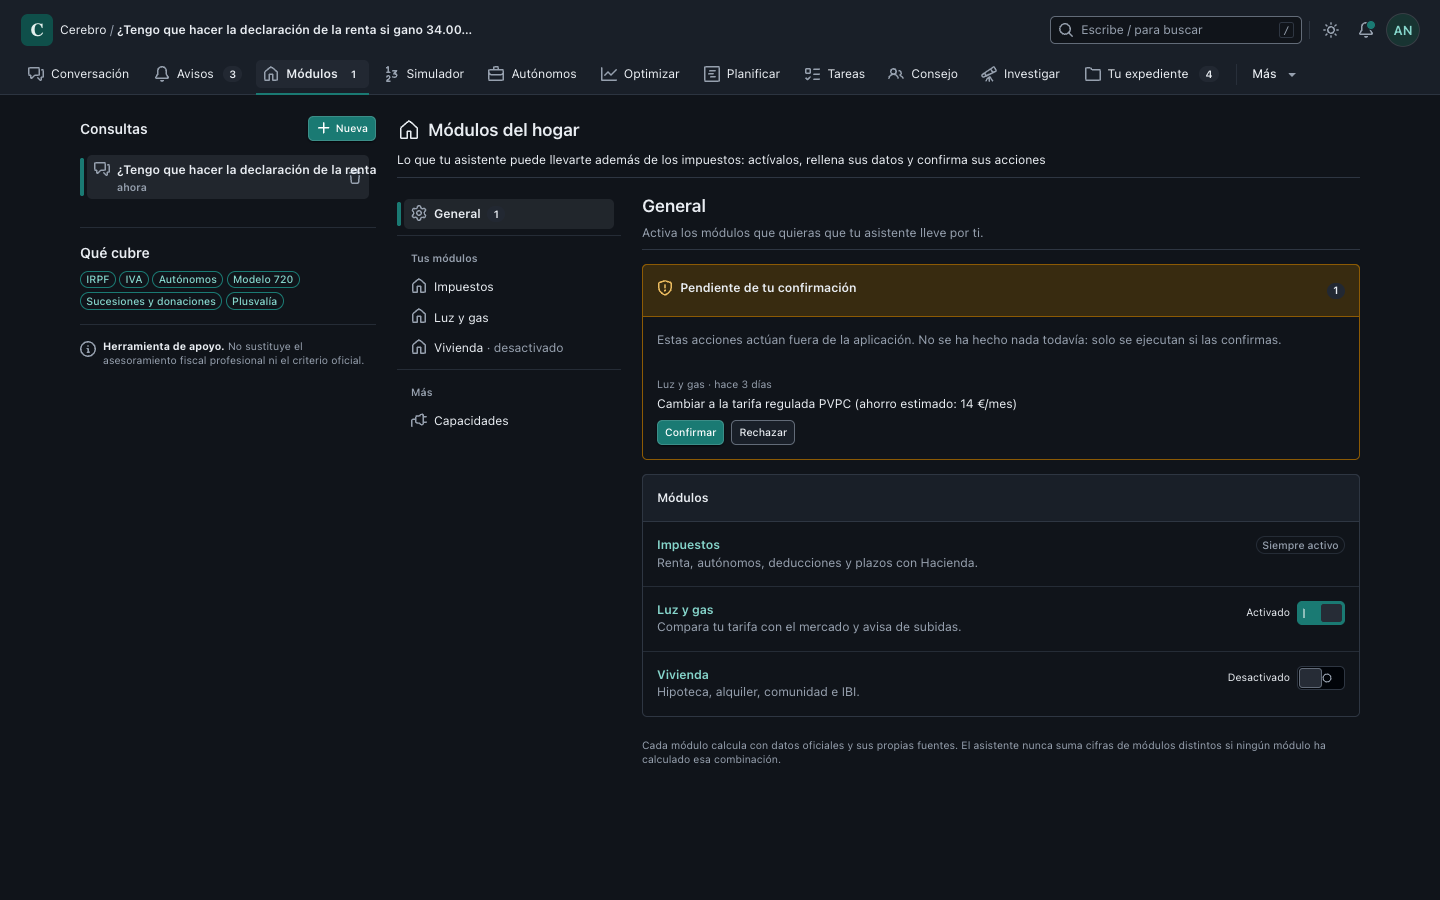 C Cerebro / ¿Tengo que hacer la declaración de la renta si gano 34.00...
Escribe / para buscar /
AN
Conversación Avisos 3 Módulos 1 Simulador Autónomos Optimizar Planificar Tareas Consejo Investigar Tu expediente 4 Más
Consultas
Nueva
¿Tengo que hacer la declaración de la renta
ahora
Qué cubre
IRPF IVA Autónomos Modelo 720
Sucesiones y donaciones Plusvalía
Herramienta de apoyo. No sustituye el
asesoramiento fiscal profesional ni el criterio oficial.
Módulos del hogar
Lo que tu asistente puede llevarte además de los impuestos: actívalos, rellena sus datos y confirma sus acciones
General 1
Tus módulos
Impuestos
Luz y gas
Vivienda · desactivado
Más
Capacidades
General
Activa los módulos que quieras que tu asistente lleve por ti.
Pendiente de tu confirmación 1
Estas acciones actúan fuera de la aplicación. No se ha hecho nada todavía: solo se ejecutan si las confirmas.
Luz y gas · hace 3 días
Cambiar a la tarifa regulada PVPC (ahorro estimado: 14 €/mes)
Confirmar Rechazar
Módulos
Impuestos
Siempre activo
Renta, autónomos, deducciones y plazos con Hacienda.
Luz y gas
Activado
Compara tu tarifa con el mercado y avisa de subidas.
Vivienda
Desactivado
Hipoteca, alquiler, comunidad e IBI.
Cada módulo calcula con datos oficiales y sus propias fuentes. El asistente nunca suma cifras de módulos distintos si ningún módulo ha
calculado esa combinación.